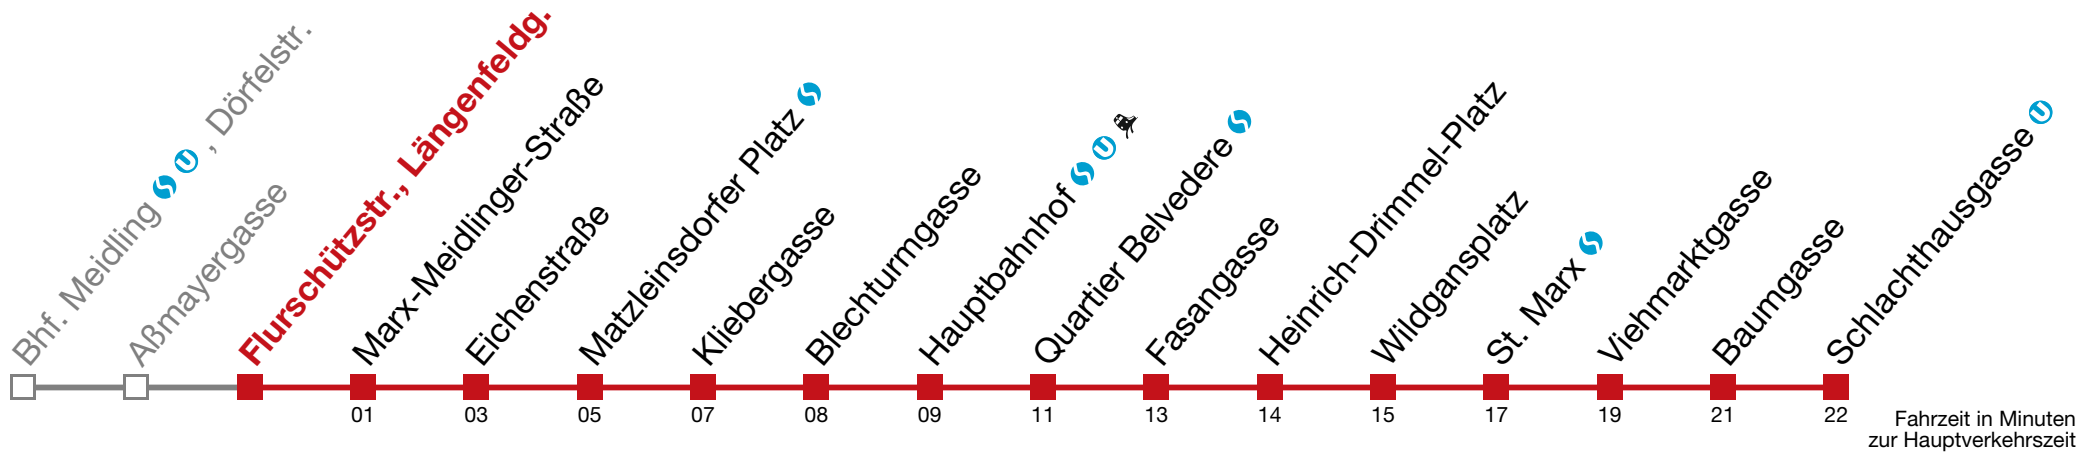 Bhf. Meidling S U , Dörfelstr.
Aßmayergasse
Flurschützstr., Längenfeldg.
Marx-Meidlinger-Straße
Eichenstraße
Matzleinsdorfer Platz S
Kliebergasse
Blechturmgasse
Hauptbahnhof S U
Quartier Belvedere S
Fasangasse
Heinrich-Drimmel-Platz
Wildgansplatz
St. Marx S
Viehmarktgasse
Baumgasse
Schlachthausgasse U
01 03 05 07 08 09 11 13 14 15 17 19 21 22
Fahrzeit in Minuten
zur Hauptverkehrszeit